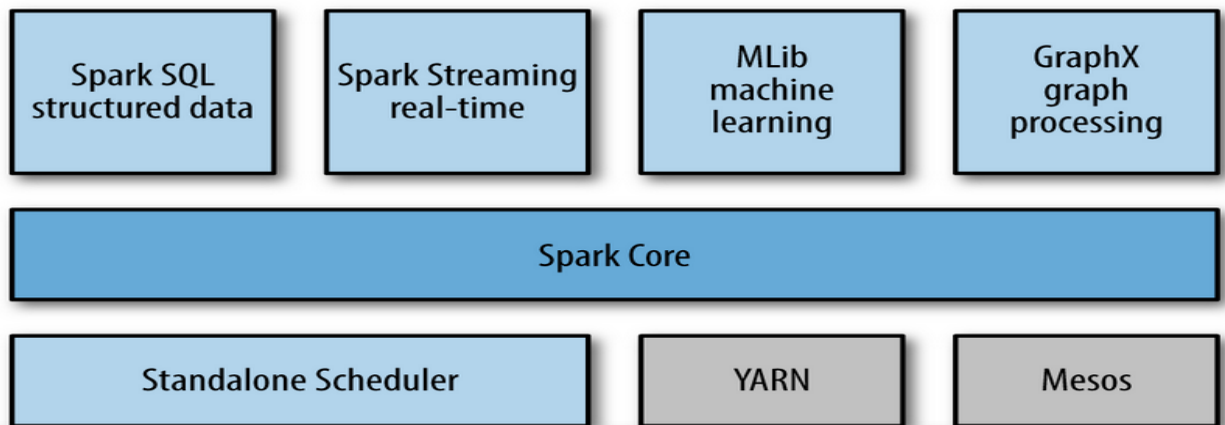 Spark SQL
structured data
Spark Streaming
real-time
MLib
machine
learning
GraphX
graph
processing
Spark Core
Standalone Scheduler
YARN
Mesos